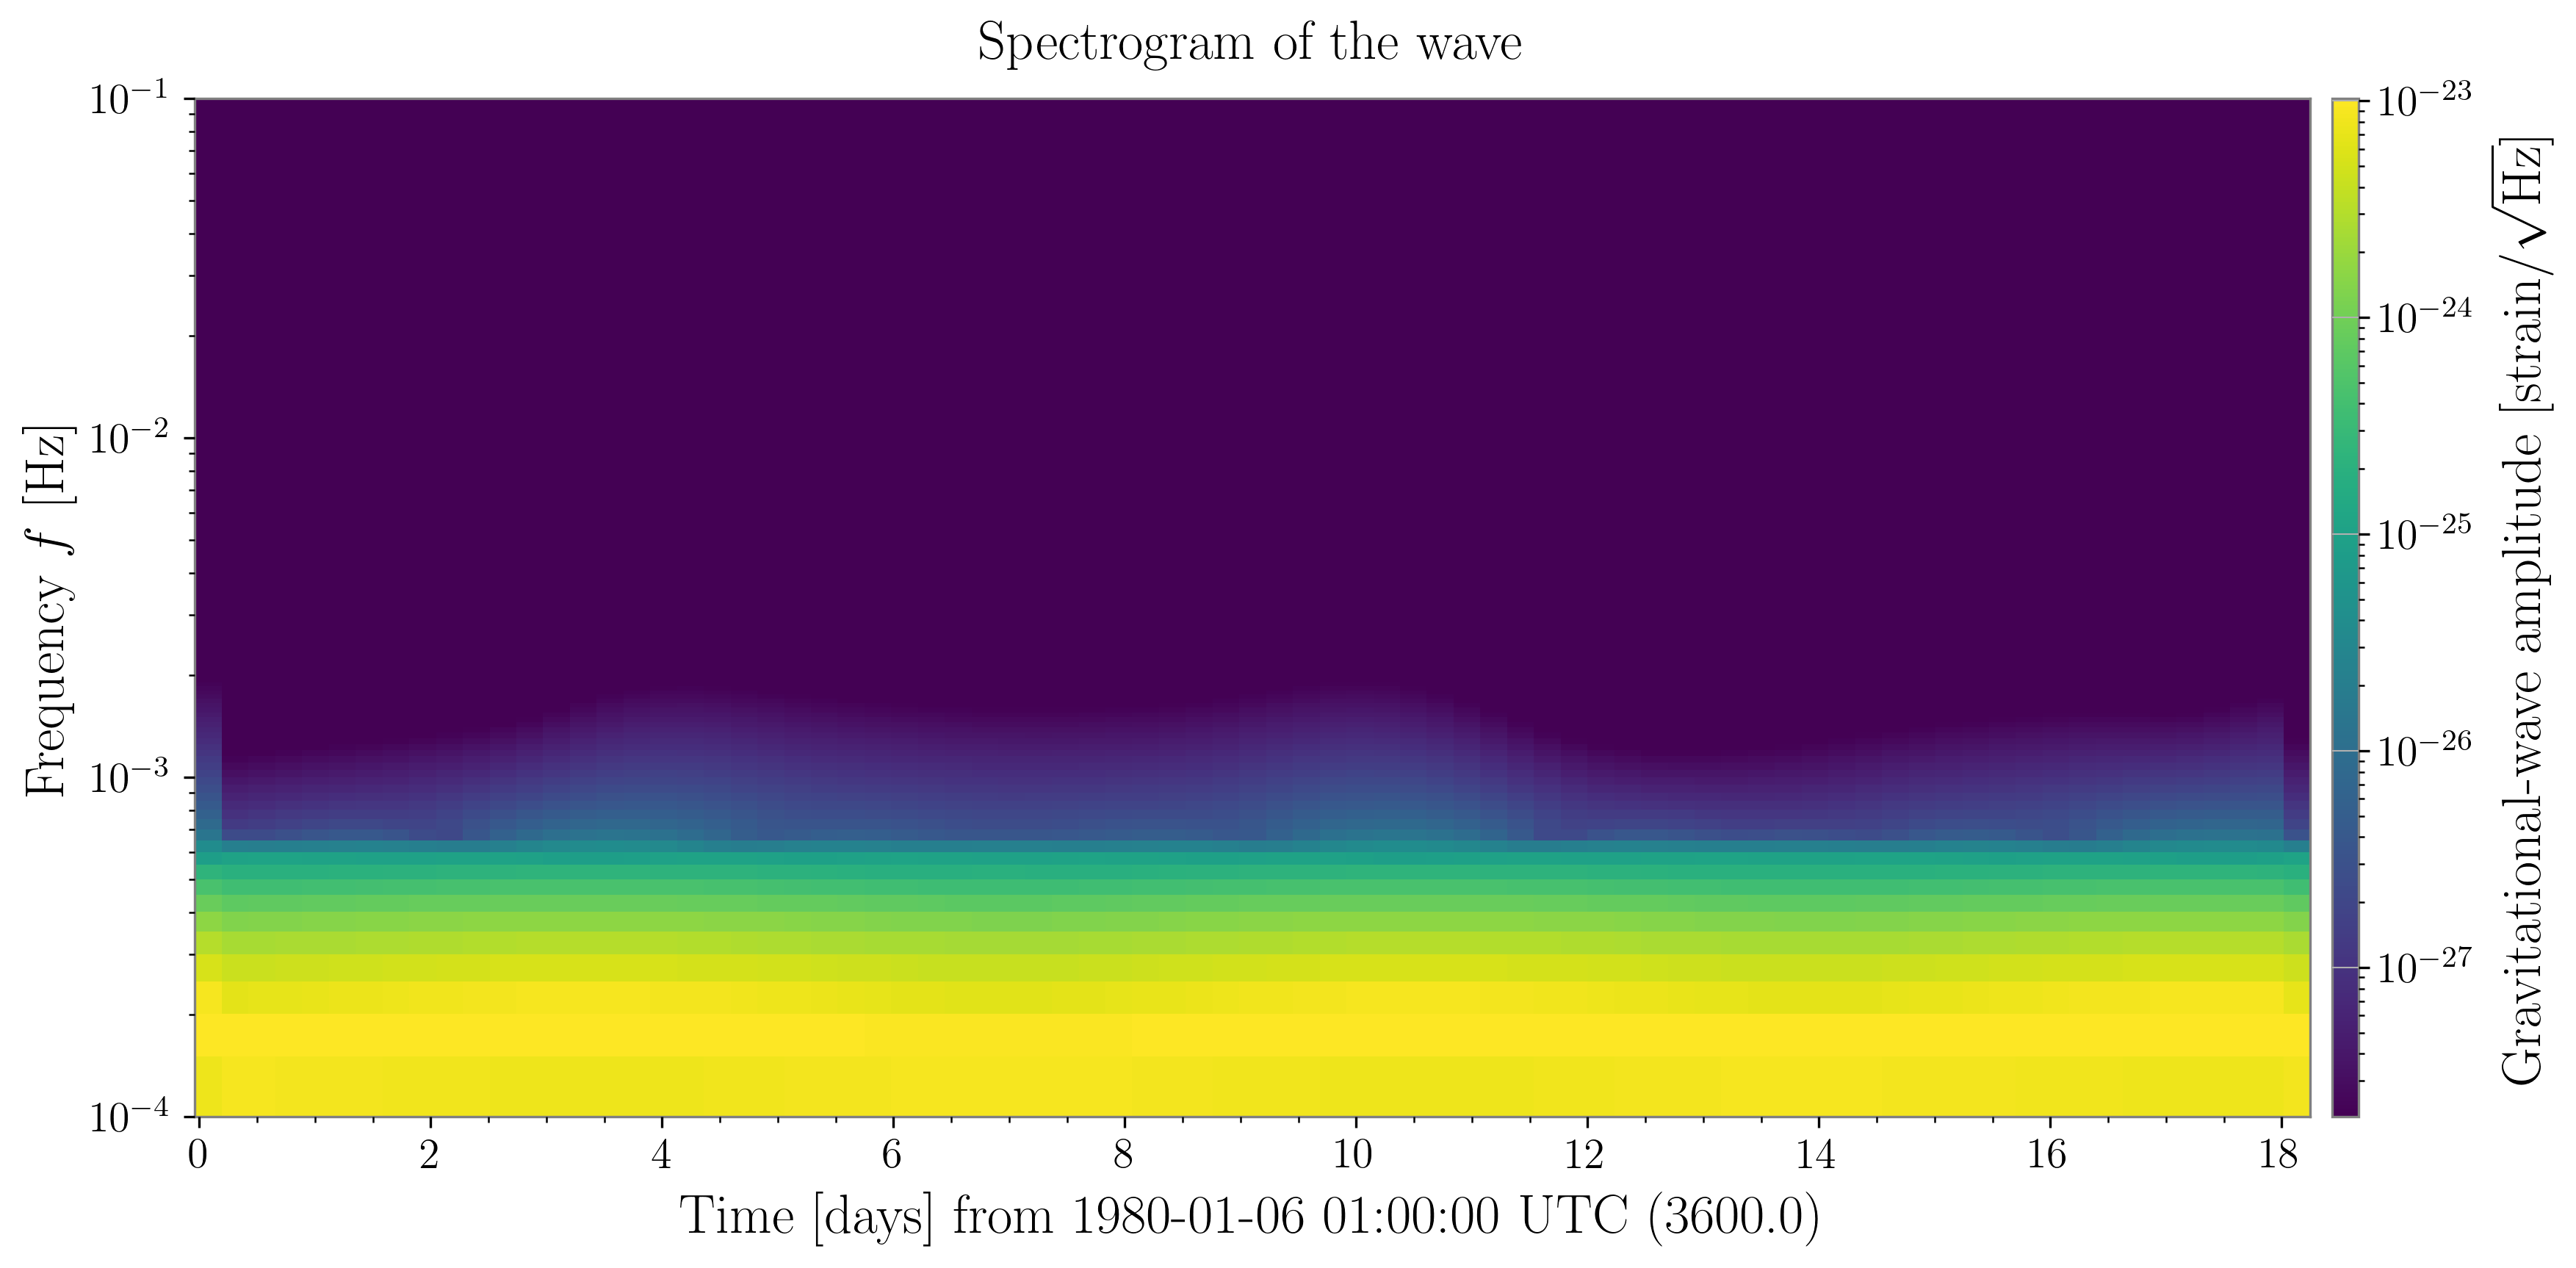 Spectrogram of the wave
10⁻¹
10⁻²
10⁻³
10⁻⁴
Frequency f [Hz]
0 2 4 6 8 10 12 14 16 18
Time [days] from 1980-01-06 01:00:00 UTC (3600.0)
10⁻²³
10⁻²⁴
10⁻²⁵
10⁻²⁶
10⁻²⁷
Gravitational-wave amplitude [strain/√Hz]